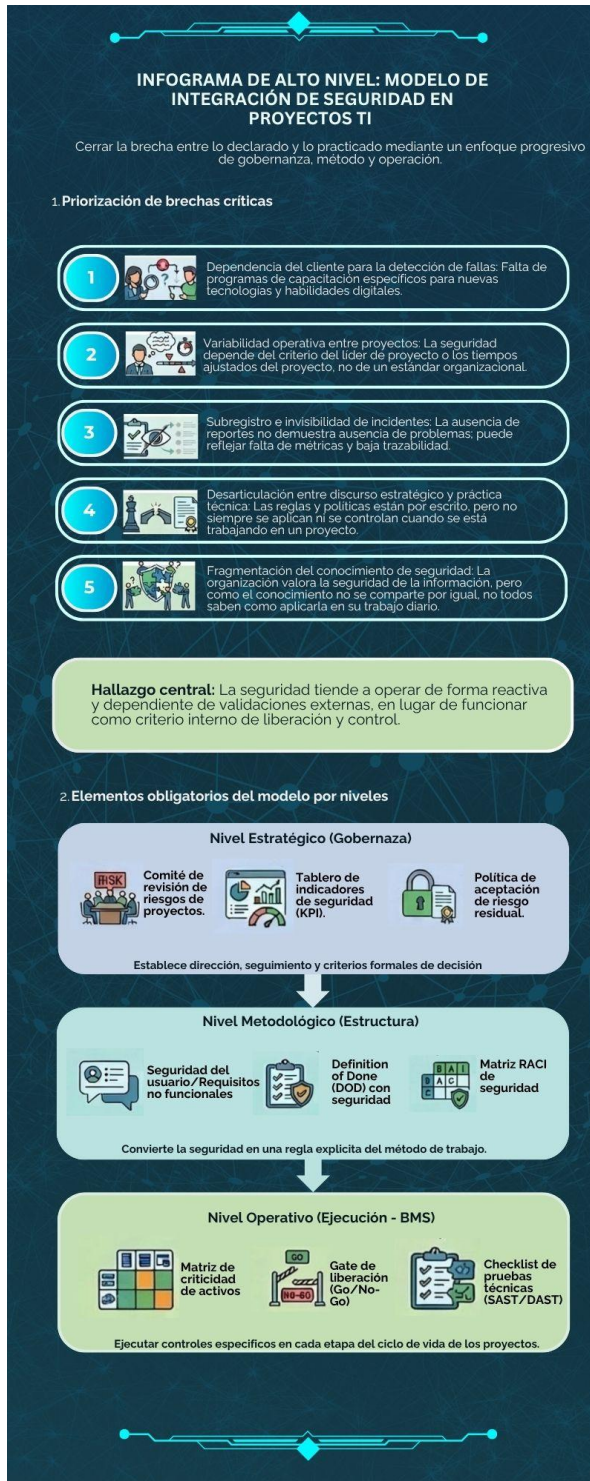 INFOGRAMA DE ALTO NIVEL: MODELO DE
INTEGRACIÓN DE SEGURIDAD EN
PROYECTOS TI
Cerrar la brecha entre lo declarado y lo practicado mediante un enfoque progresivo
de gobernanza, método y operación.
1. Priorización de brechas críticas
1
Dependencia del cliente para la detección de fallas: Falta de
programas de capacitación específicos para nuevas
tecnologías y habilidades digitales.
2
Variabilidad operativa entre proyectos: La seguridad
depende del criterio del líder de proyecto o los tiempos
ajustados del proyecto, no de un estándar organizacional.
3
Subregistro e invisibilidad de incidentes: La ausencia de
reportes no demuestra ausencia de problemas; puede
reflejar falta de métricas y baja trazabilidad.
4
Desarticulación entre discurso estratégico y práctica
técnica: Las reglas y políticas están por escrito, pero no
siempre se aplican ni se controlan cuando se está
trabajando en un proyecto.
5
Fragmentación del conocimiento de seguridad: La
organización valora la seguridad de la información, pero
como el conocimiento no se comparte por igual, no todos
saben como aplicarla en su trabajo diario.
Hallazgo central: La seguridad tiende a operar de forma reactiva
y dependiente de validaciones externas, en lugar de funcionar
como criterio interno de liberación y control.
2. Elementos obligatorios del modelo por niveles
Nivel Estratégico (Gobernaza)
Comité de
revisión de
riesgos de
proyectos.
Tablero de
indicadores
de seguridad
(KPI).
Política de
aceptación
de riesgo
residual.
Establece dirección, seguimiento y criterios formales de decisión
Nivel Metodológico (Estructura)
Seguridad del
usuario/Requisitos
no funcionales
Definition
of Done
(DOD) con
seguridad
BAI
DAC
C
Matriz RACI
de
seguridad
Convierte la seguridad en una regla explicita del método de trabajo.
Nivel Operativo (Ejecución - BMS)
Matriz de
criticidad
de activos
GO
NO-GO
Gate de
liberación
(Go/No-
Go)
Checklist de
pruebas
técnicas
(SAST/DAST)
Ejecutar controles especificos en cada etapa del ciclo de vida de los proyectos.